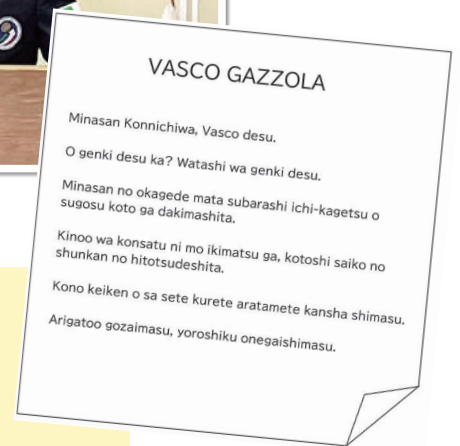 VASCO GAZZOLA
Minasan Konnichiwa, Vasco desu.
O genki desu ka? Watashi wa genki desu.
Minasan no okagede mata subarashi ichi-kagetsu o
sugosu koto ga dakimashita.
Kinoo wa konsatu ni mo ikimatsu ga, kotoshi saiko no
shunkan no hitotsudeshita.
Kono keiken o sa sete kurete aratamete kansha shimasu.
Arigatoo gozaimasu, yoroshiku onegaishimasu.